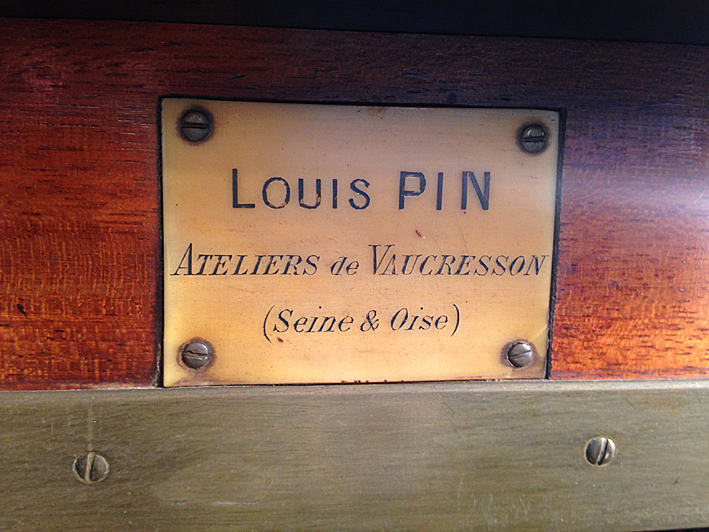 LOUIS PIN
ATELIERS de VAUCRESSON
(Seine & Oise)